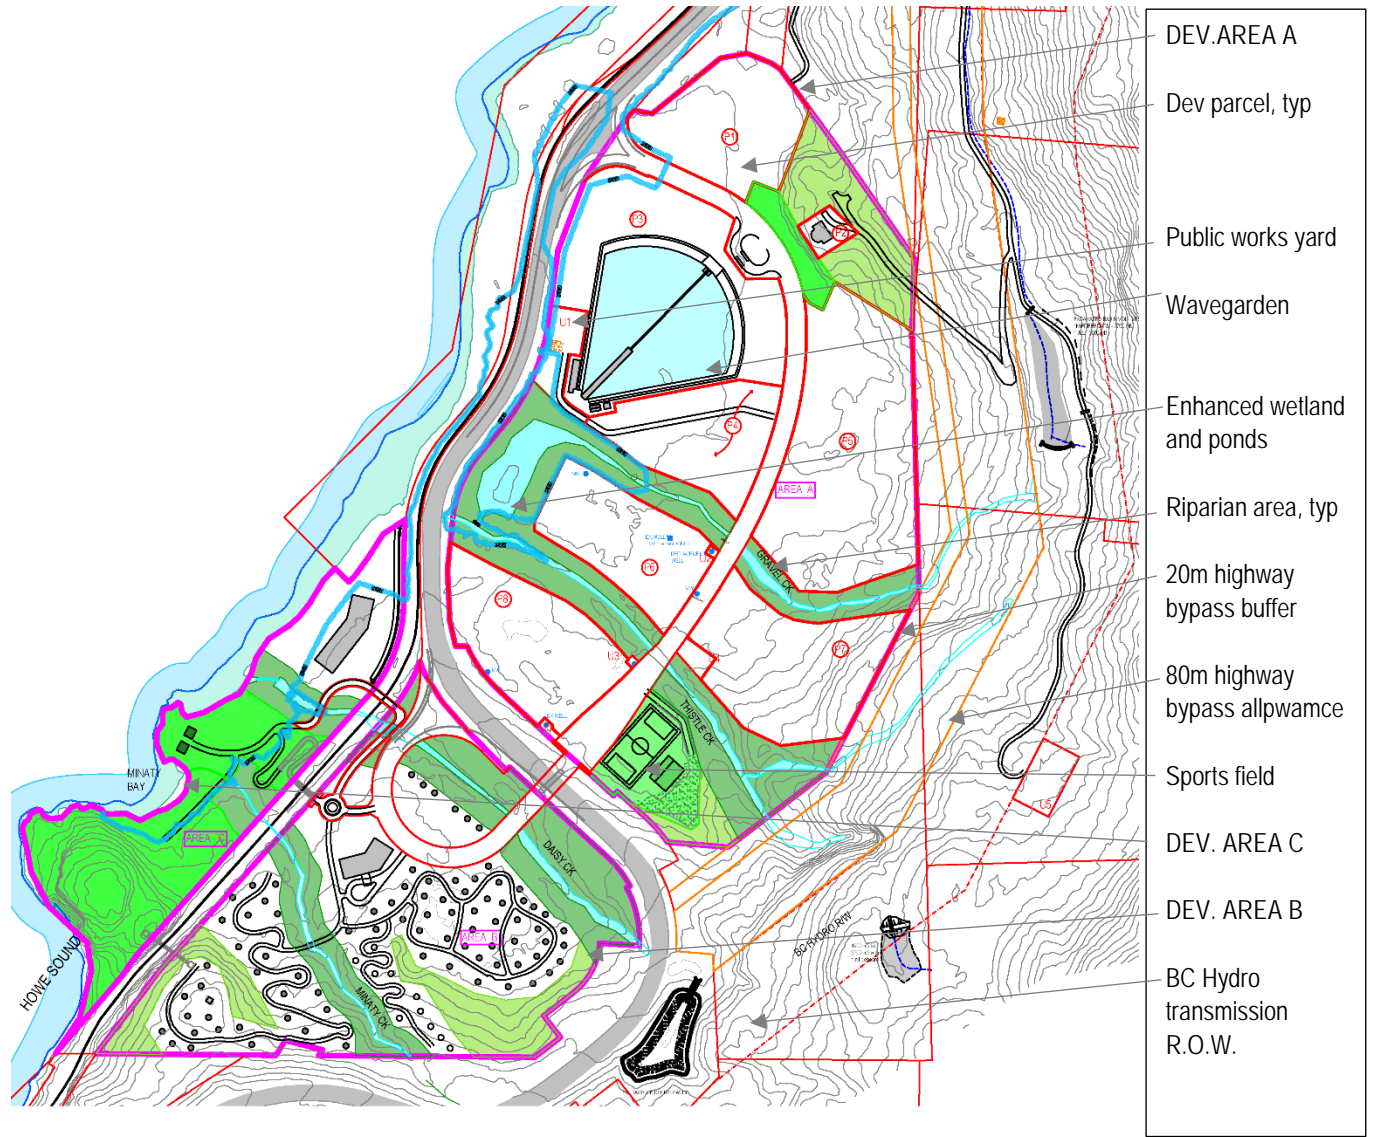 DEV.AREA A
Dev parcel, typ
Public works yard
Wavegarden
Enhanced wetland
and ponds
Riparian area, typ
20m highway
bypass buffer
80m highway
bypass allpwamce
Sports field
DEV. AREA C
DEV. AREA B
BC Hydro
transmission
R.O.W.
P1
P3
P2
U1
P4
P5
AREA A
GRAVEL CK
U2
P6
P8
P7
U3
THISTLE CK
MINATY
BAY
U5
DAISY CK
AREA B
BC HYDRO R/W
HOWE SOUND
MINATY CK